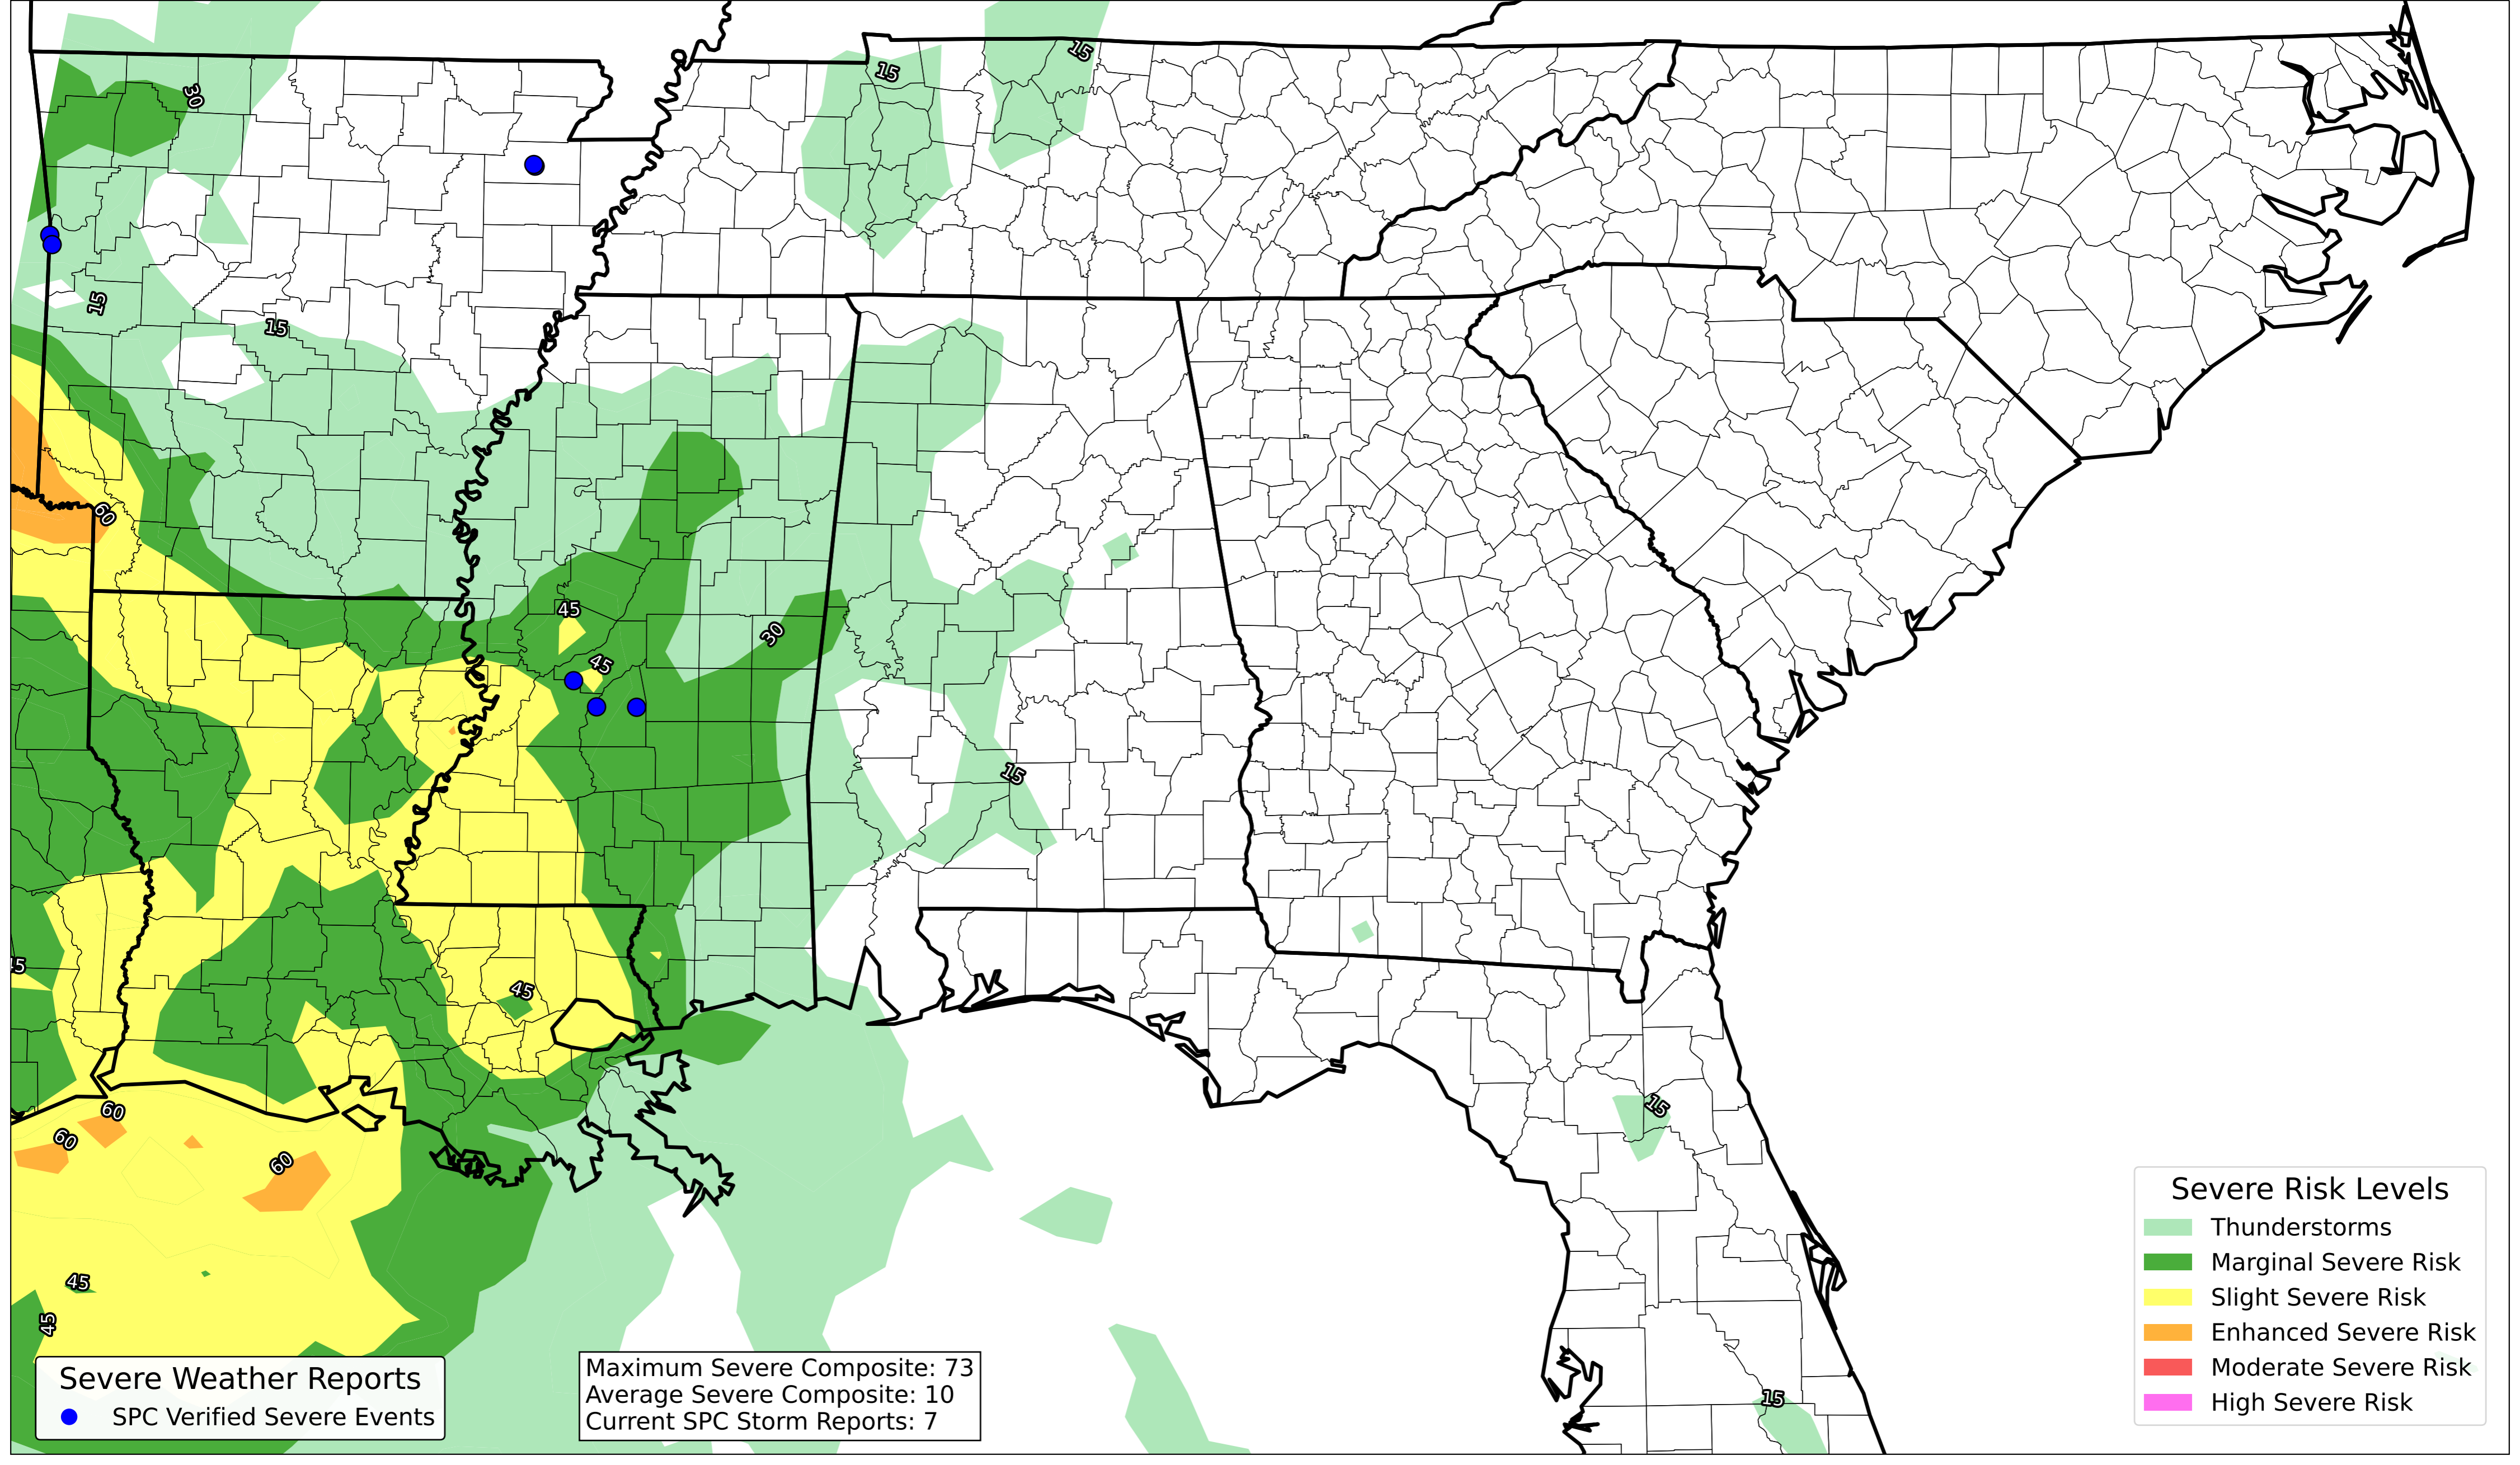 15
15
30
15
15
60
45
30
45
15
45
45
60
15
60
60
45
45
15
Severe Risk Levels
Thunderstorms
Marginal Severe Risk
Slight Severe Risk
Enhanced Severe Risk
Moderate Severe Risk
High Severe Risk
Severe Weather Reports
SPC Verified Severe Events
Maximum Severe Composite: 73
Average Severe Composite: 10
Current SPC Storm Reports: 7